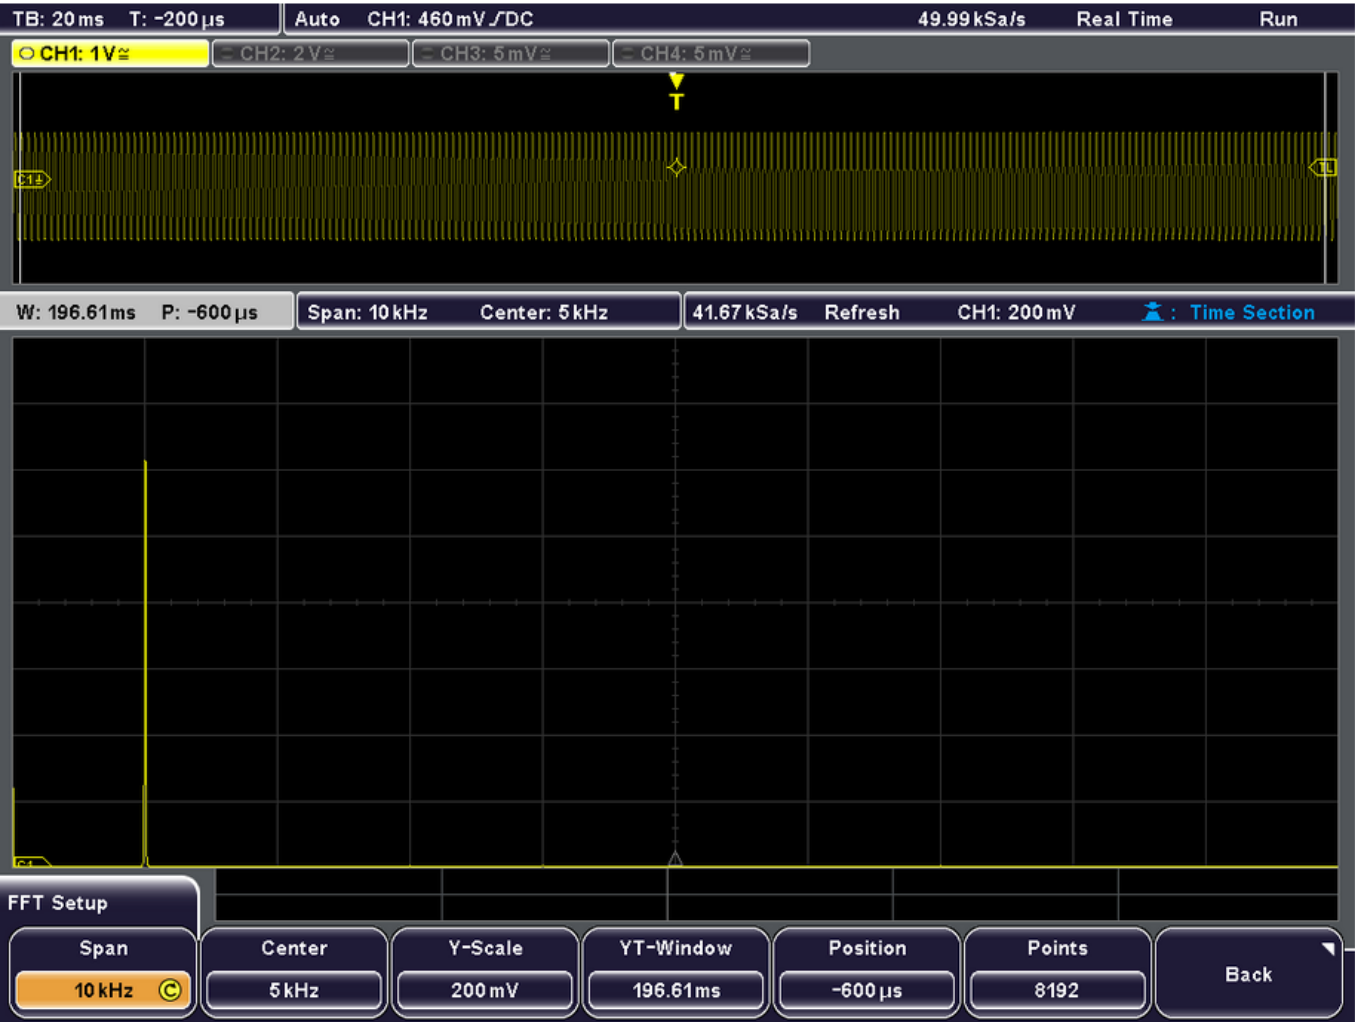 TB: 20 ms T: -200 µs Auto CH1: 460 mV DC 49.99 kSa/s Real Time Run
CH1: 1 V≅ CH2: 2 V≅ CH3: 5 mV≅ CH4: 5 mV≅
T
C1 TL
W: 196.61 ms P: -600 µs Span: 10 kHz Center: 5 kHz 41.67 kSa/s Refresh CH1: 200 mV : Time Section
C1
FFT Setup
Span Center Y-Scale YT-Window Position Points
10 kHz C 5 kHz 200 mV 196.61 ms -600 µs 8192 Back